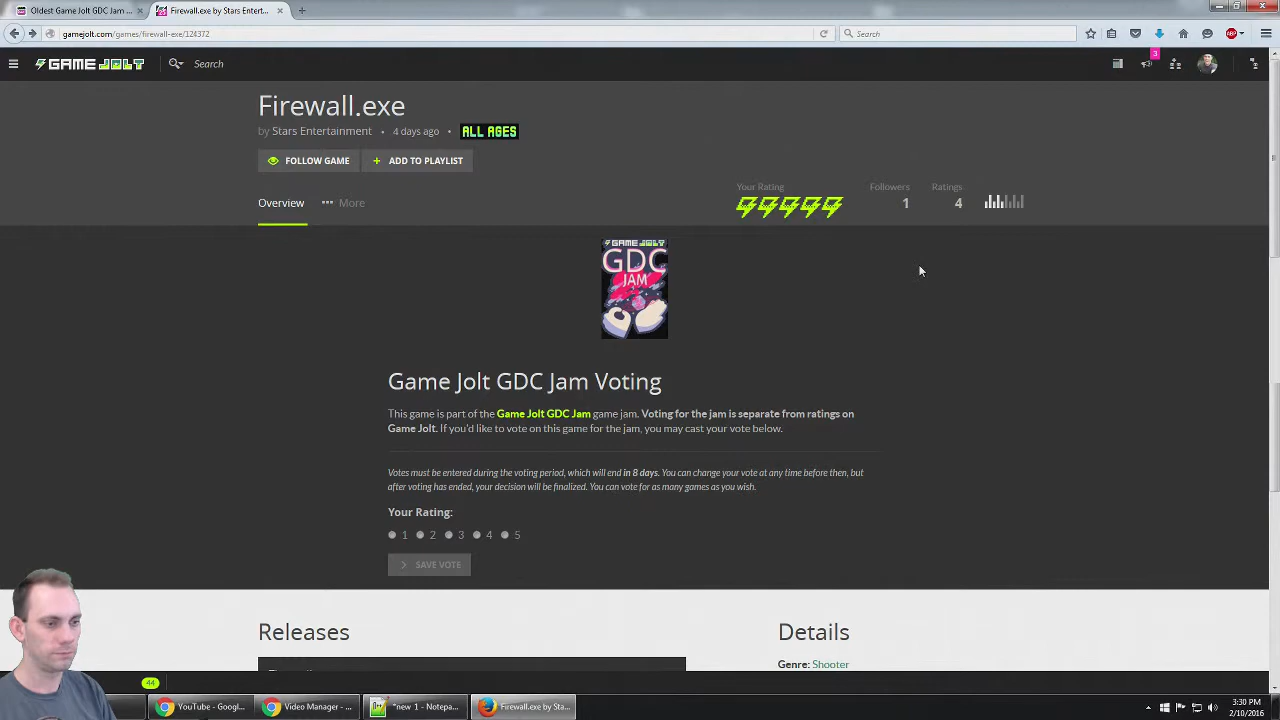 Oldest Game Jolt GDC Jam ...
Firewall.exe by Stars Entert...
gamejolt.com/games/firewall-exe/124372
Search
ABP
GAME JOLT
Search
3
Firewall.exe
by Stars Entertainment • 4 days ago • ALL AGES
FOLLOW GAME
+ ADD TO PLAYLIST
Overview
More
Your Rating
Followers
1
Ratings
4
GAME JOLT
GDC
JAM
Game Jolt GDC Jam Voting
This game is part of the Game Jolt GDC Jam game jam. Voting for the jam is separate from ratings on
Game Jolt. If you'd like to vote on this game for the jam, you may cast your vote below.
Votes must be entered during the voting period, which will end in 8 days. You can change your vote at any time before then, but
after voting has ended, your decision will be finalized. You can vote for as many games as you wish.
Your Rating:
1 2 3 4 5
SAVE VOTE
Releases
Details
Genre: Shooter
44
YouTube - Googl...
Video Manager - ...
*new 1 - Notepa...
Firewall.exe by Sta...
3:30 PM
2/10/2016